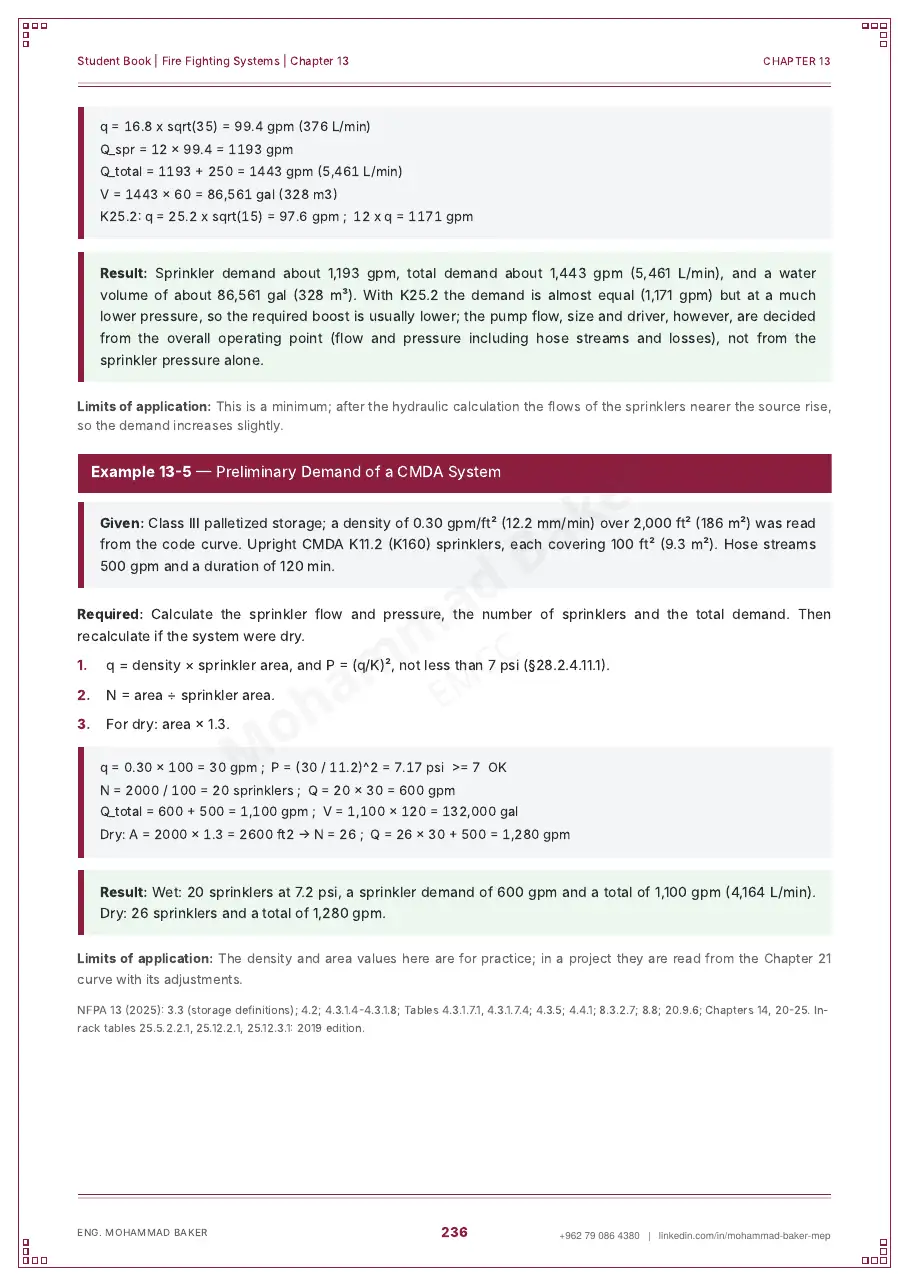 Student Book | Fire Fighting Systems | Chapter 13
CHAPTER 13
q = 16.8 x sqrt(35) = 99.4 gpm (376 L/min)
Q_spr = 12 × 99.4 = 1193 gpm
Q_total = 1193 + 250 = 1443 gpm (5,461 L/min)
V = 1443 × 60 = 86,561 gal (328 m3)
K25.2: q = 25.2 x sqrt(15) = 97.6 gpm ; 12 x q = 1171 gpm
Result: Sprinkler demand about 1,193 gpm, total demand about 1,443 gpm (5,461 L/min), and a water
volume of about 86,561 gal (328 m³). With K25.2 the demand is almost equal (1,171 gpm) but at a much
lower pressure, so the required boost is usually lower; the pump flow, size and driver, however, are decided
from the overall operating point (flow and pressure including hose streams and losses), not from the
sprinkler pressure alone.
Limits of application: This is a minimum; after the hydraulic calculation the flows of the sprinklers nearer the source rise,
so the demand increases slightly.
Example 13-5 — Preliminary Demand of a CMDA System
Given: Class III palletized storage; a density of 0.30 gpm/ft² (12.2 mm/min) over 2,000 ft² (186 m²) was read
from the code curve. Upright CMDA K11.2 (K160) sprinklers, each covering 100 ft² (9.3 m²). Hose streams
500 gpm and a duration of 120 min.
Required: Calculate the sprinkler flow and pressure, the number of sprinklers and the total demand. Then
recalculate if the system were dry.
1. q = density × sprinkler area, and P = (q/K)², not less than 7 psi (§28.2.4.11.1).
2. N = area ÷ sprinkler area.
3. For dry: area × 1.3.
q = 0.30 × 100 = 30 gpm ; P = (30 / 11.2)^2 = 7.17 psi >= 7 OK
N = 2000 / 100 = 20 sprinklers ; Q = 20 × 30 = 600 gpm
Q_total = 600 + 500 = 1,100 gpm ; V = 1,100 × 120 = 132,000 gal
Dry: A = 2000 × 1.3 = 2600 ft2 → N = 26 ; Q = 26 × 30 + 500 = 1,280 gpm
Result: Wet: 20 sprinklers at 7.2 psi, a sprinkler demand of 600 gpm and a total of 1,100 gpm (4,164 L/min).
Dry: 26 sprinklers and a total of 1,280 gpm.
Limits of application: The density and area values here are for practice; in a project they are read from the Chapter 21
curve with its adjustments.
NFPA 13 (2025): 3.3 (storage definitions); 4.2; 4.3.1.4-4.3.1.8; Tables 4.3.1.7.1, 4.3.1.7.4; 4.3.5; 4.4.1; 8.3.2.7; 8.8; 20.9.6; Chapters 14, 20-25. In-
rack tables 25.5.2.2.1, 25.12.2.1, 25.12.3.1: 2019 edition.
ENG. MOHAMMAD BAKER
236
+962 79 086 4380 | linkedin.com/in/mohammad-baker-mep